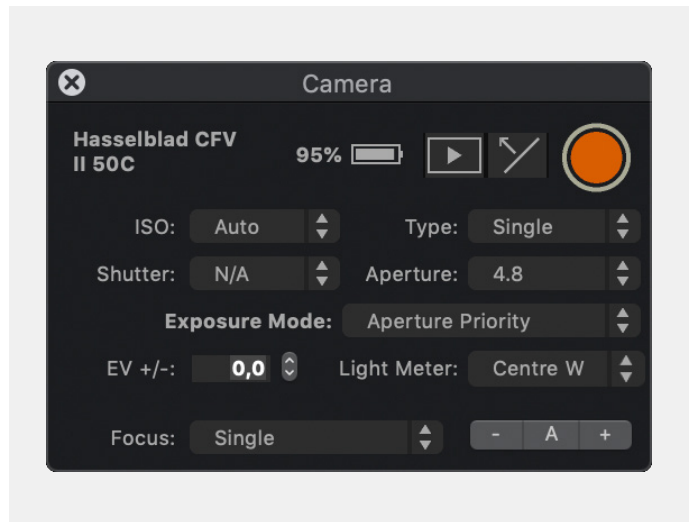 Camera
Hasselblad CFV
II 50C
95%
ISO: Auto Type: Single
Shutter: N/A Aperture: 4.8
Exposure Mode: Aperture Priority
EV +/-: 0,0 Light Meter: Centre W
Focus: Single - A +